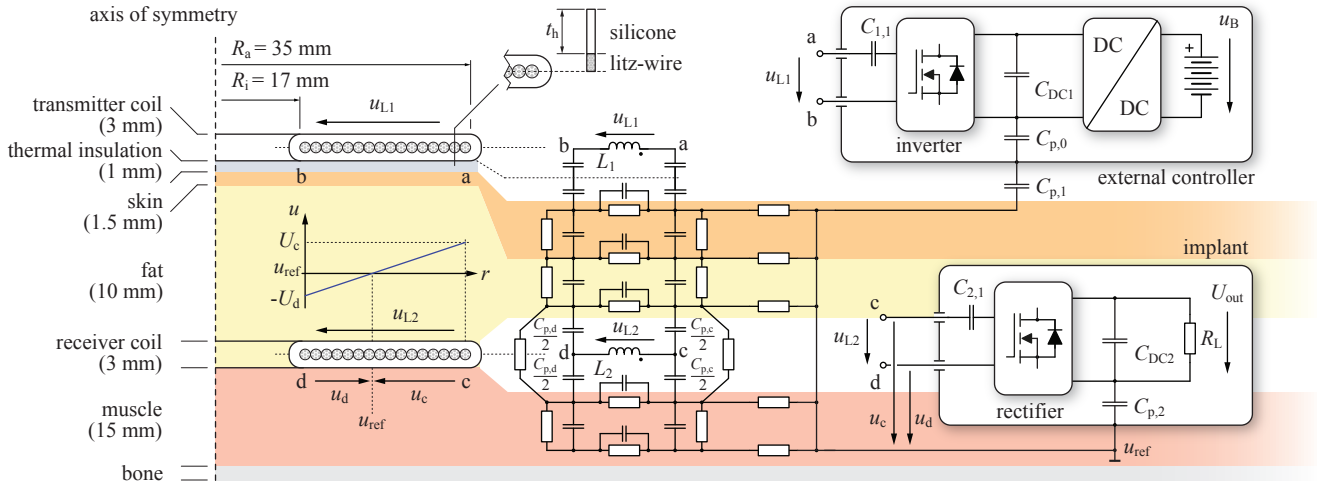 axis of symmetry
R_a = 35 mm
R_i = 17 mm
t_h
silicone
litz-wire
transmitter coil
(3 mm)
u_L1
b
a
thermal insulation
(1 mm)
skin
(1.5 mm)
u
U_c
u_ref
r
-U_d
fat
(10 mm)
u_L2
receiver coil
(3 mm)
d
c
u_d
u_c
u_ref
muscle
(15 mm)
bone
u_L1
b
a
L_1
C_p,d
2
u_L2
C_p,c
2
d
c
C_p,d
2
L_2
C_p,c
2
a
C_1,1
u_L1
b
inverter
C_DC1
DC
DC
u_B
C_p,0
external controller
C_p,1
implant
c
C_2,1
u_L2
d
rectifier
C_DC2
R_L
U_out
C_p,2
u_c
u_d
u_ref